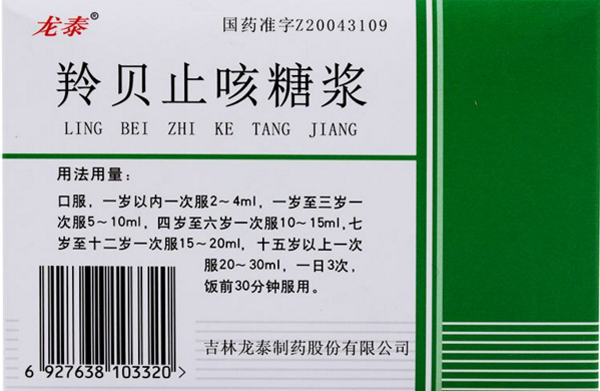 龙泰®
国药准字Z20043109
羚贝止咳糖浆
LING BEI ZHI KE TANG JIANG
用法用量:
口服,一岁以内一次服2~4ml,一岁至三岁一
次服5~10ml,四岁至六岁一次服10~15ml,七
岁至十二岁一次服15~20ml,十五岁以上一次
服20~30ml,一日3次,
饭前30分钟服用。
吉林龙泰制药股份有限公司
6 927638 103320>